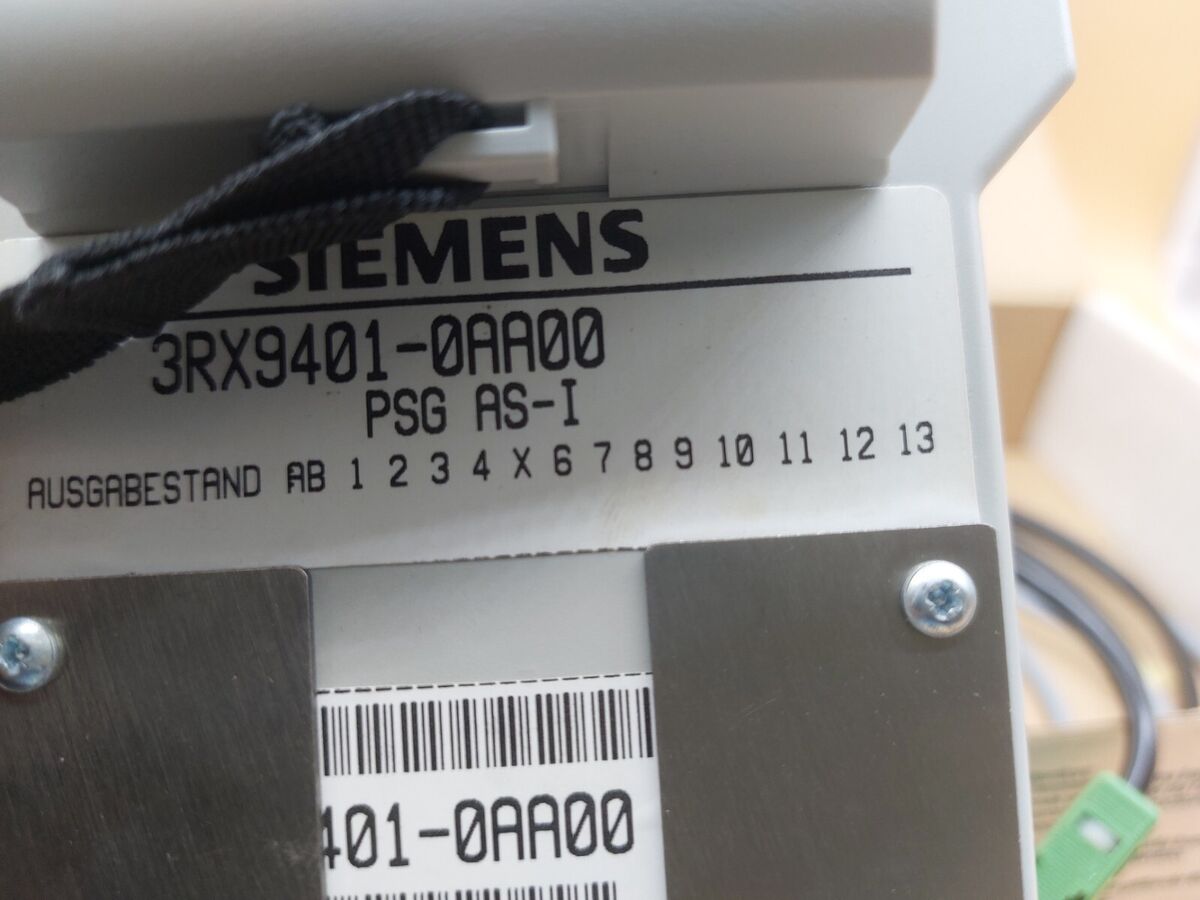 SIEMENS
3RX9401-0AA00
PSG AS-I
AUSGABESTAND AB 1 2 3 4 X 6 7 8 9 10 11 12 13
401-0AA00